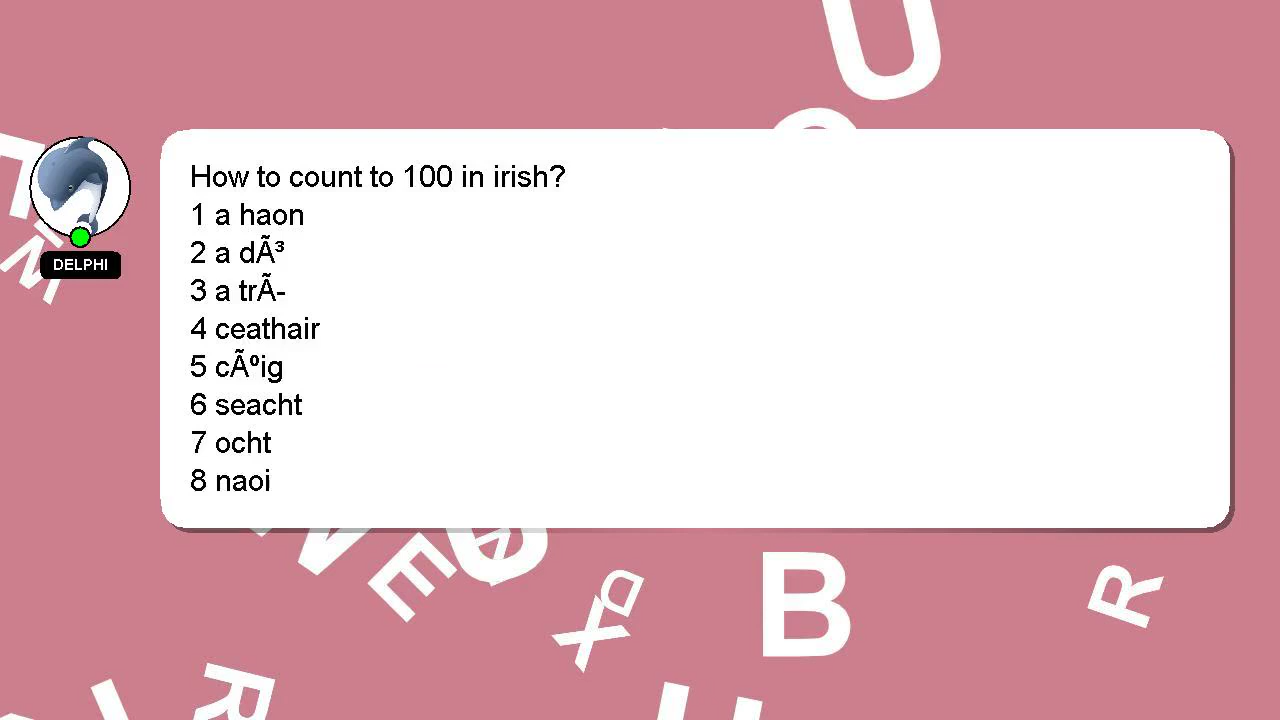 How to count to 100 in irish?
1 a haon
2 a dÃ³
3 a trÃ-
4 ceathair
5 cÃºig
6 seacht
7 ocht
8 naoi
DELPHI
U
M
E
X
D
B
R
R